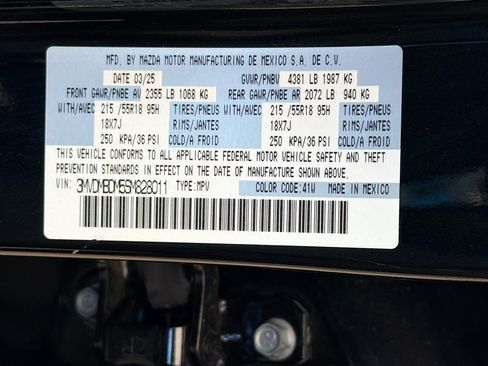 MFD. BY MAZDA MOTOR MANUFACTURING DE MEXICO S.A. DE C.V.
DATE 03/25 GVWR/PNBV 4381 LB 1987 KG
FRONT GAWR/PNBE AV 2355 LB 1068 KG REAR GAWR/PNBE AR 2072 LB 940 KG
WITH/AVEC 215 /55R18 95H TIRES/PNEUS WITH/AVEC 215 /55R18 95H TIRES/PNEUS
18X7J RIMS/JANTES 18X7J RIMS/JANTES
250 KPA/36 PSI COLD/A FROID 250 KPA/36 PSI COLD/A FROID
THIS VEHICLE CONFORMS TO ALL APPLICABLE FEDERAL MOTOR VEHICLE SAFETY AND THEFT
PREVENTION STANDARDS IN EFFECT ON THE DATE OF MANUFACTURE SHOWN ABOVE.
VIN: 3MVDMBDM5SM828011 TYPE:MPV COLOR CODE:41W MADE IN MEXICO